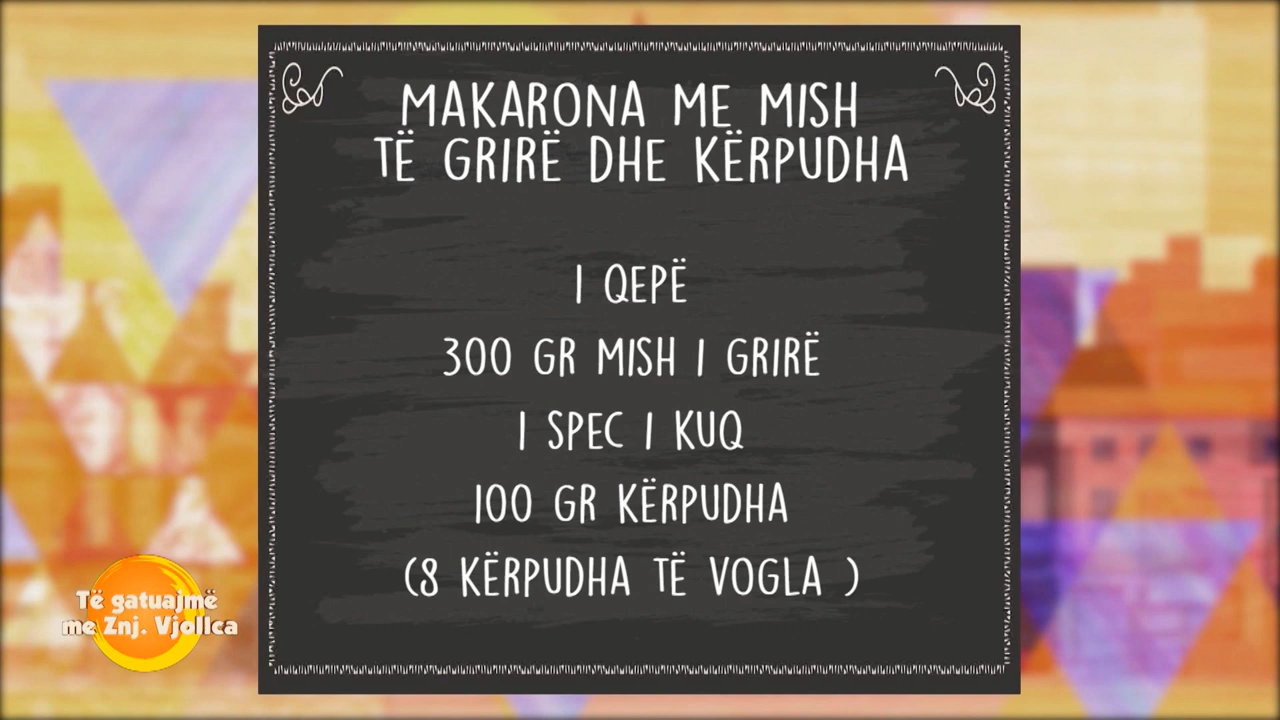 MAKARONA ME MISH
TË GRIRË DHE KËRPUDHA
1 QEPË
300 GR MISH I GRIRË
1 SPEC I KUQ
100 GR KËRPUDHA
(8 KËRPUDHA TË VOGLA )
Të gatuajmë
me Znj. Vjollca